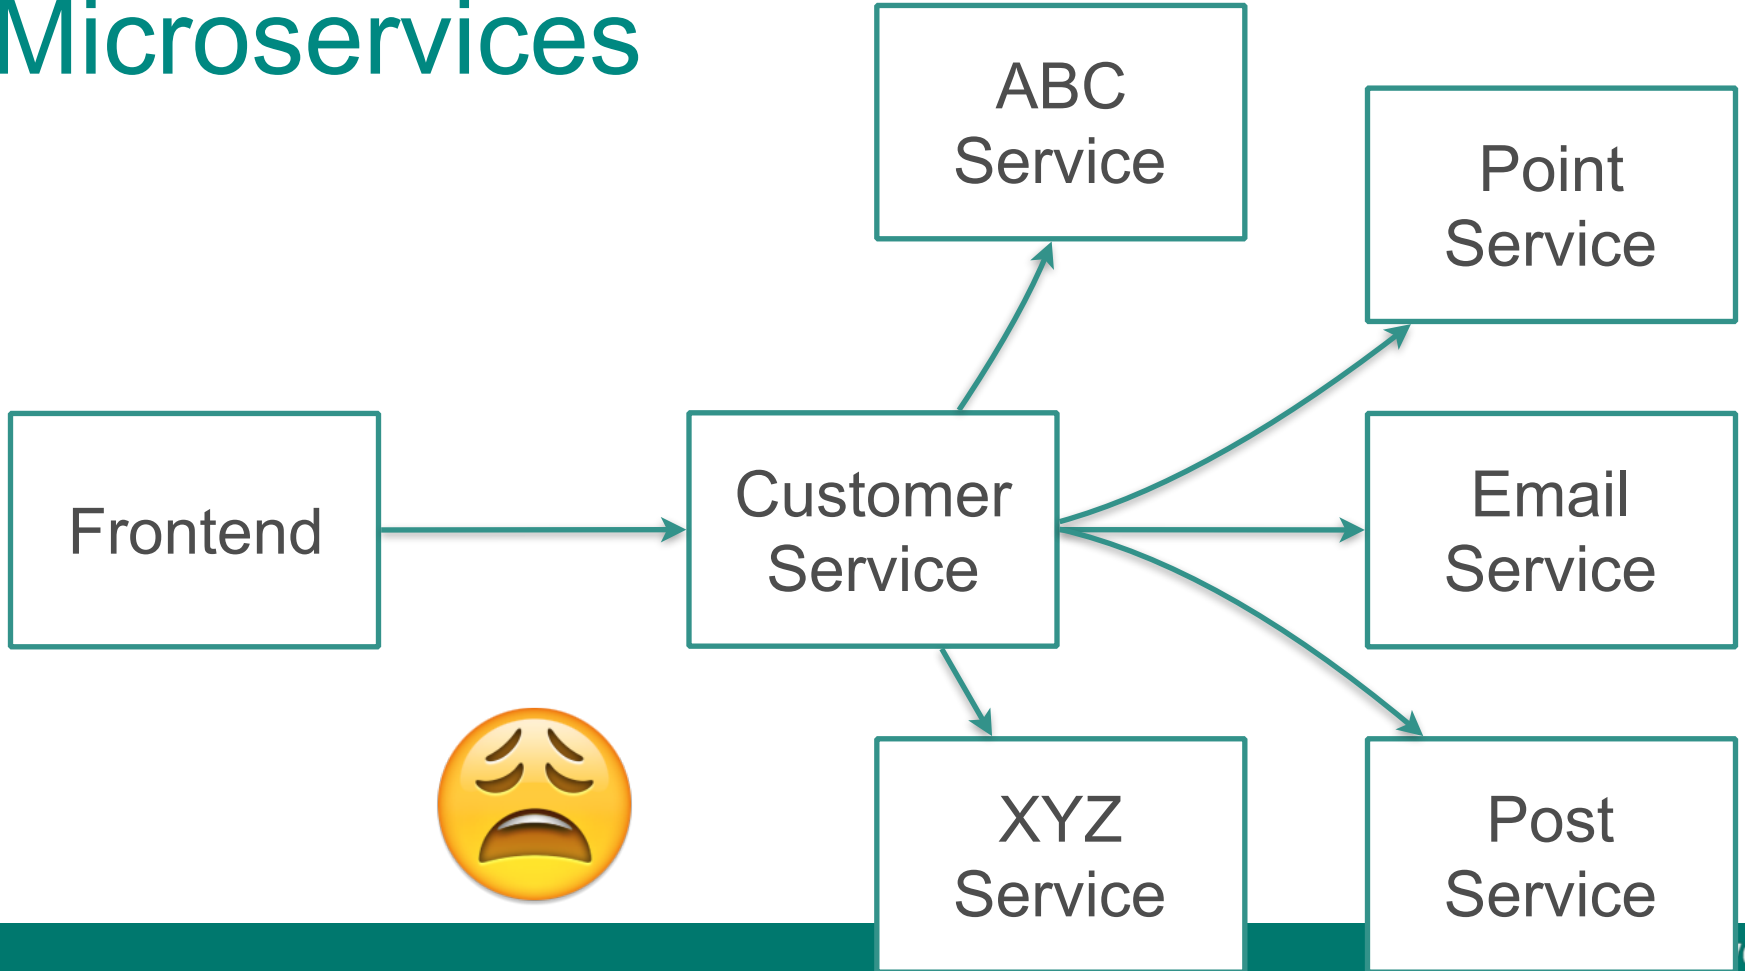 Microservices
ABC
Service
Point
Service
Frontend
Customer
Service
Email
Service
XYZ
Service
Post
Service